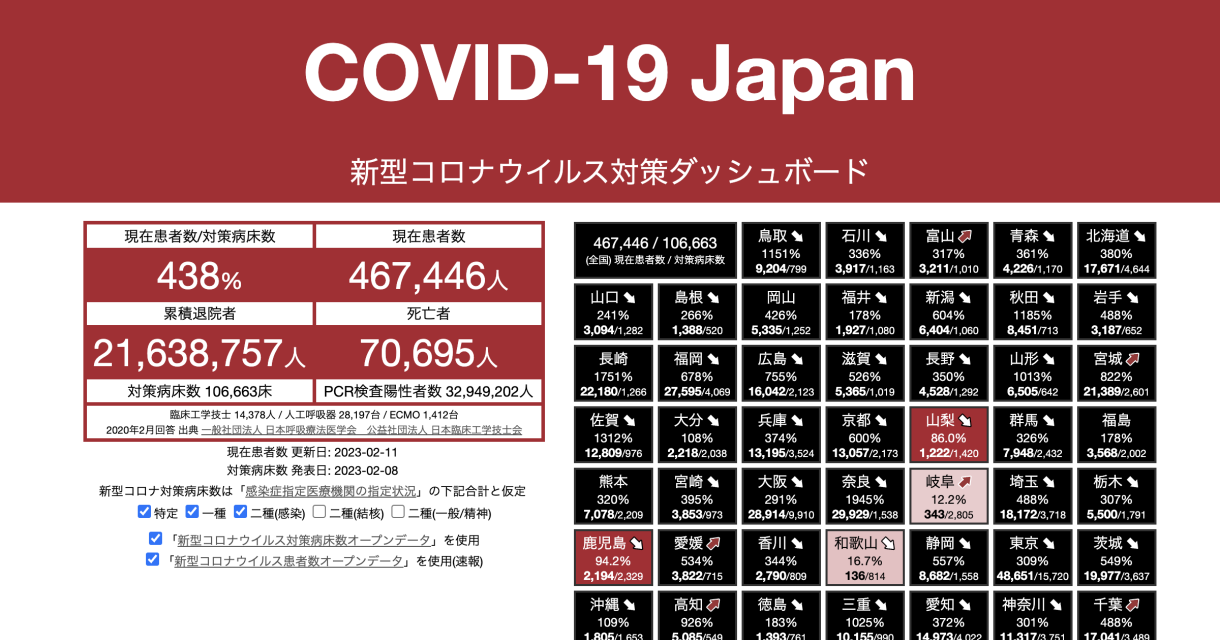 COVID-19 Japan
新型コロナウイルス対策ダッシュボード
現在患者数/対策病床数
438%
現在患者数
467,446人
累積退院者
21,638,757人
死亡者
70,695人
対策病床数 106,663床
PCR検査陽性者数 32,949,202人
臨床工学技士 14,378人 / 人工呼吸器 28,197台 / ECMO 1,412台
2020年2月回答 出典 一般社団法人 日本呼吸療法医学会　公益社団法人 日本臨床工学技士会
現在患者数 更新日: 2023-02-11
対策病床数 発表日: 2023-02-08
新型コロナ対策病床数は「感染症指定医療機関の指定状況」の下記合計と仮定
特定 一種 二種(感染) 二種(結核) 二種(一般/精神)
「新型コロナウイルス対策病床数オープンデータ」を使用
「新型コロナウイルス患者数オープンデータ」を使用(速報)
467,446 / 106,663
(全国) 現在患者数 / 対策病床数
鳥取
1151%
9,204/799
石川
336%
3,917/1,163
富山
317%
3,211/1,010
青森
361%
4,226/1,170
北海道
380%
17,671/4,644
山口
241%
3,094/1,282
島根
266%
1,388/520
岡山
426%
5,335/1,252
福井
178%
1,927/1,080
新潟
604%
6,404/1,060
秋田
1185%
8,451/713
岩手
488%
3,187/652
長崎
1751%
22,180/1,266
福岡
678%
27,595/4,069
広島
755%
16,042/2,123
滋賀
526%
5,365/1,019
長野
350%
4,528/1,292
山形
1013%
6,505/642
宮城
822%
21,389/2,601
佐賀
1312%
12,809/976
大分
108%
2,218/2,038
兵庫
374%
13,195/3,524
京都
600%
13,057/2,173
山梨
86.0%
1,222/1,420
群馬
326%
7,948/2,432
福島
178%
3,568/2,002
熊本
320%
7,078/2,209
宮崎
395%
3,853/973
大阪
291%
28,914/9,910
奈良
1945%
29,929/1,538
岐阜
12.2%
343/2,805
埼玉
488%
18,172/3,718
栃木
307%
5,500/1,791
鹿児島
94.2%
2,194/2,329
愛媛
534%
3,822/715
香川
344%
2,790/809
和歌山
16.7%
136/814
静岡
557%
8,682/1,558
東京
309%
48,651/15,720
茨城
549%
19,977/3,637
沖縄
109%
1,805/1,653
高知
926%
5,085/549
徳島
183%
1,393/761
三重
1025%
10,155/990
愛知
372%
14,973/4,022
神奈川
301%
11,317/3,751
千葉
488%
17,041/3,489